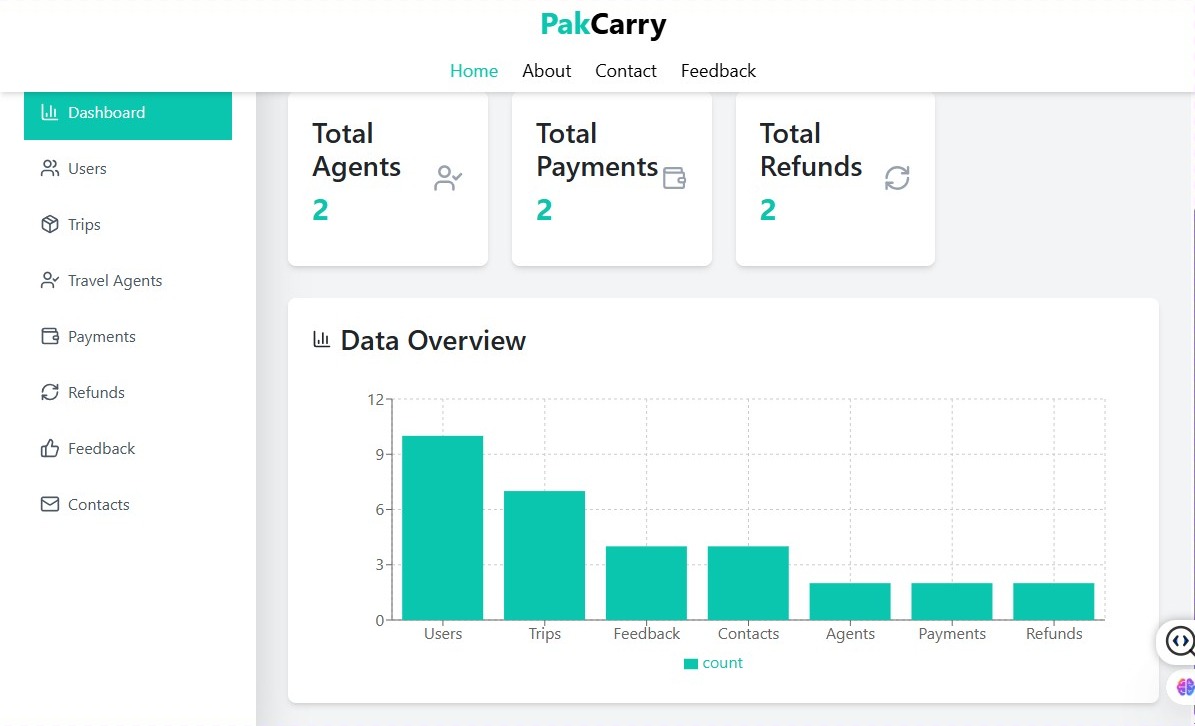 PakCarry
Home About Contact Feedback
Dashboard
Users
Trips
Travel Agents
Payments
Refunds
Feedback
Contacts
Total
Agents
2
Total
Payments
2
Total
Refunds
2
Data Overview
12
9
6
3
0
Users Trips Feedback Contacts Agents Payments Refunds
count